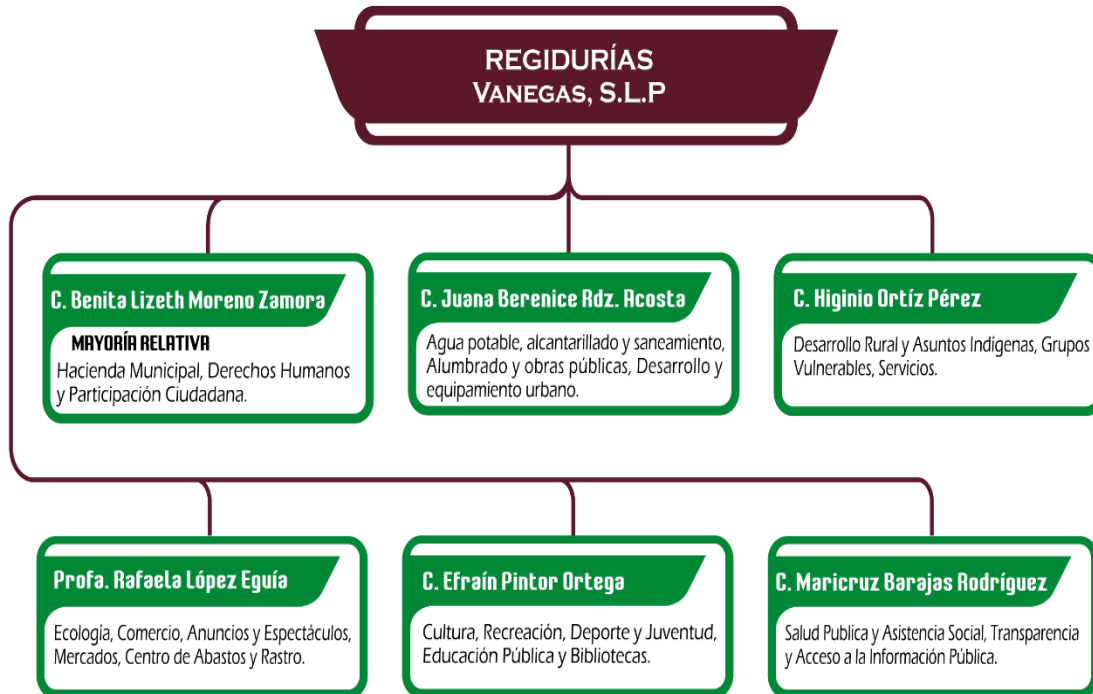 REGIDURÍAS
VANEGAS, S.L.P
C. Benita Lizeth Moreno Zamora
MAYORÍA RELATIVA
Hacienda Municipal, Derechos Humanos
y Participación Ciudadana.
C. Juana Berenice Rdz. Acosta
Agua potable, alcantarillado y saneamiento,
Alumbrado y obras públicas, Desarrollo y
equipamiento urbano.
C. Higinio Ortíz Pérez
Desarrollo Rural y Asuntos Indígenas, Grupos
Vulnerables, Servicios.
Profa. Rafaela López Eguía
Ecología, Comercio, Anuncios y Espectáculos,
Mercados, Centro de Abastos y Rastro.
C. Efraín Pintor Ortega
Cultura, Recreación, Deporte y Juventud,
Educación Pública y Bibliotecas.
C. Maricruz Barajas Rodríguez
Salud Publica y Asistencia Social, Transparencia
y Acceso a la Información Pública.